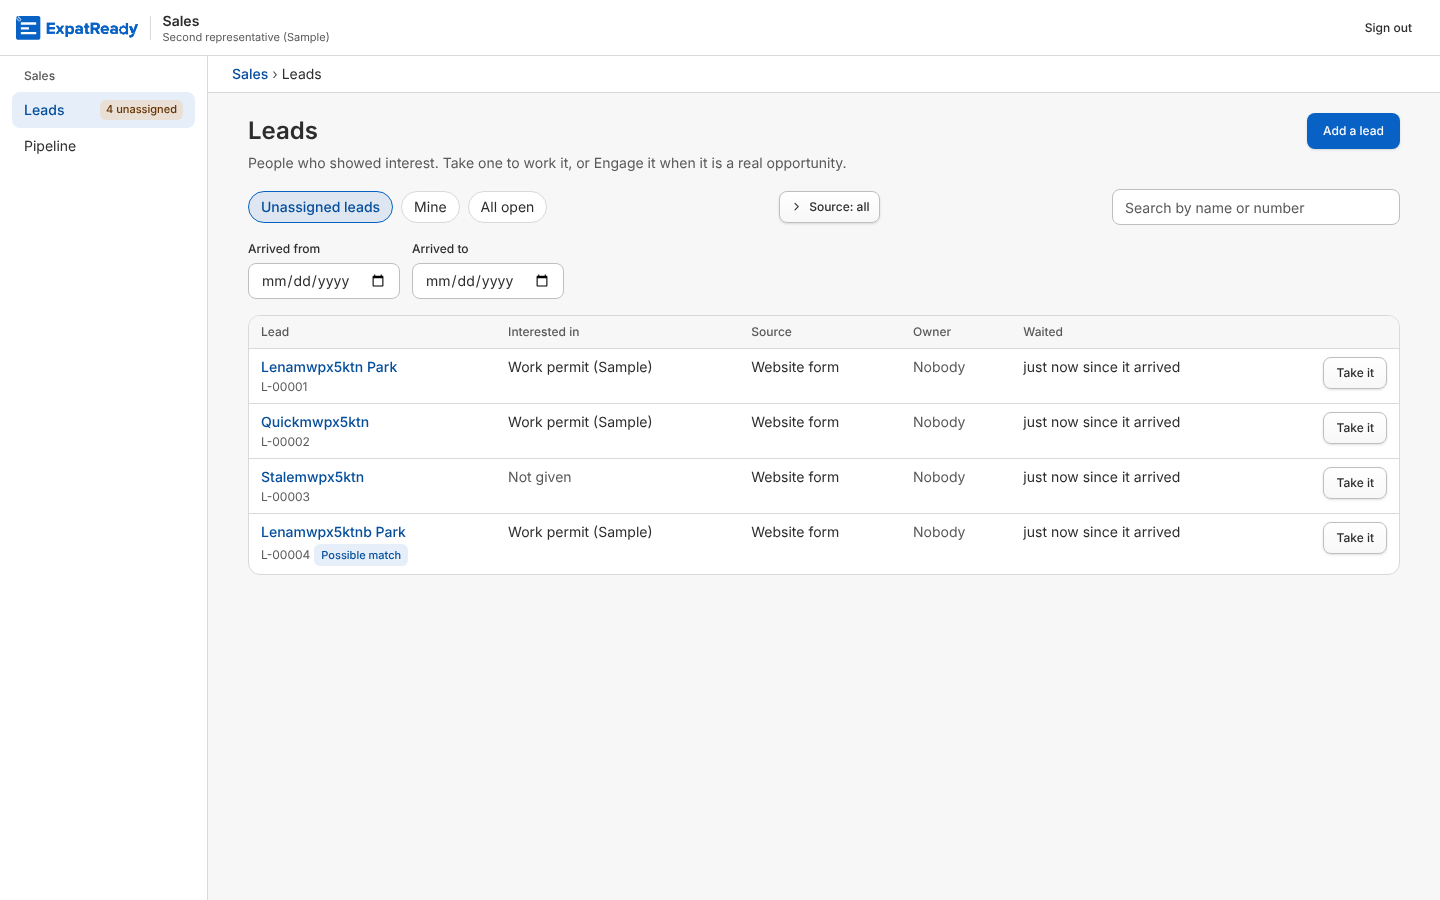 ExpatReady
Sales
Second representative (Sample)
Sign out
Sales
Leads
4 unassigned
Pipeline
Sales › Leads
Leads
Add a lead
People who showed interest. Take one to work it, or Engage it when it is a real opportunity.
Unassigned leads
Mine
All open
Source: all
Search by name or number
Arrived from
Arrived to
mm/dd/yyyy
mm/dd/yyyy
Lead Interested in Source Owner Waited
Lenamwpx5ktn Park Work permit (Sample) Website form Nobody just now since it arrived Take it
L-00001
Quickmwpx5ktn Work permit (Sample) Website form Nobody just now since it arrived Take it
L-00002
Stalemwpx5ktn Not given Website form Nobody just now since it arrived Take it
L-00003
Lenamwpx5ktnb Park Work permit (Sample) Website form Nobody just now since it arrived Take it
L-00004 Possible match